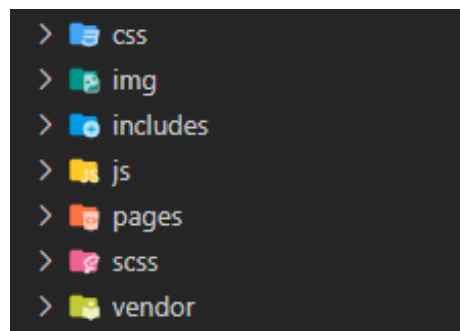 css
img
includes
js
pages
scss
vendor